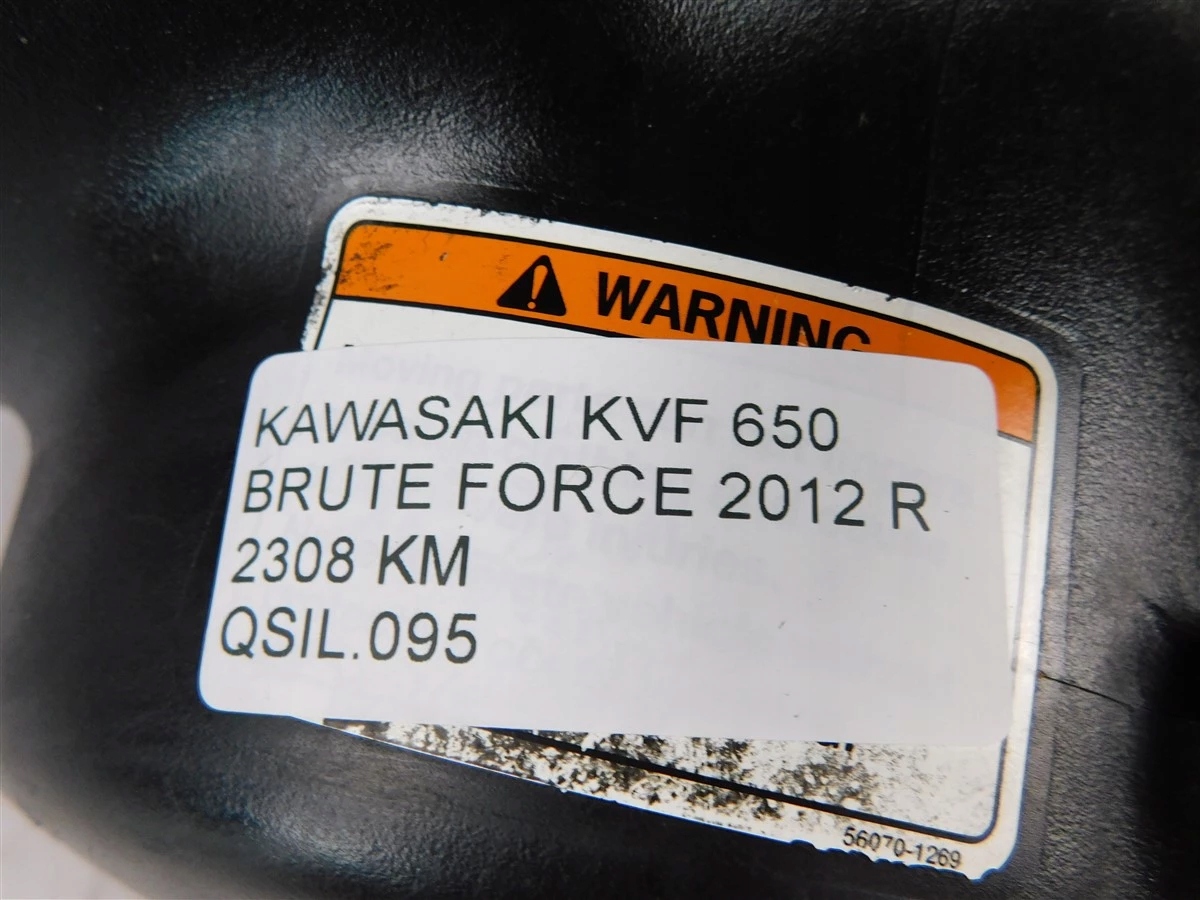 WARNING
KAWASAKI KVF 650
BRUTE FORCE 2012 R
2308 KM
QSIL.095
56070-1269